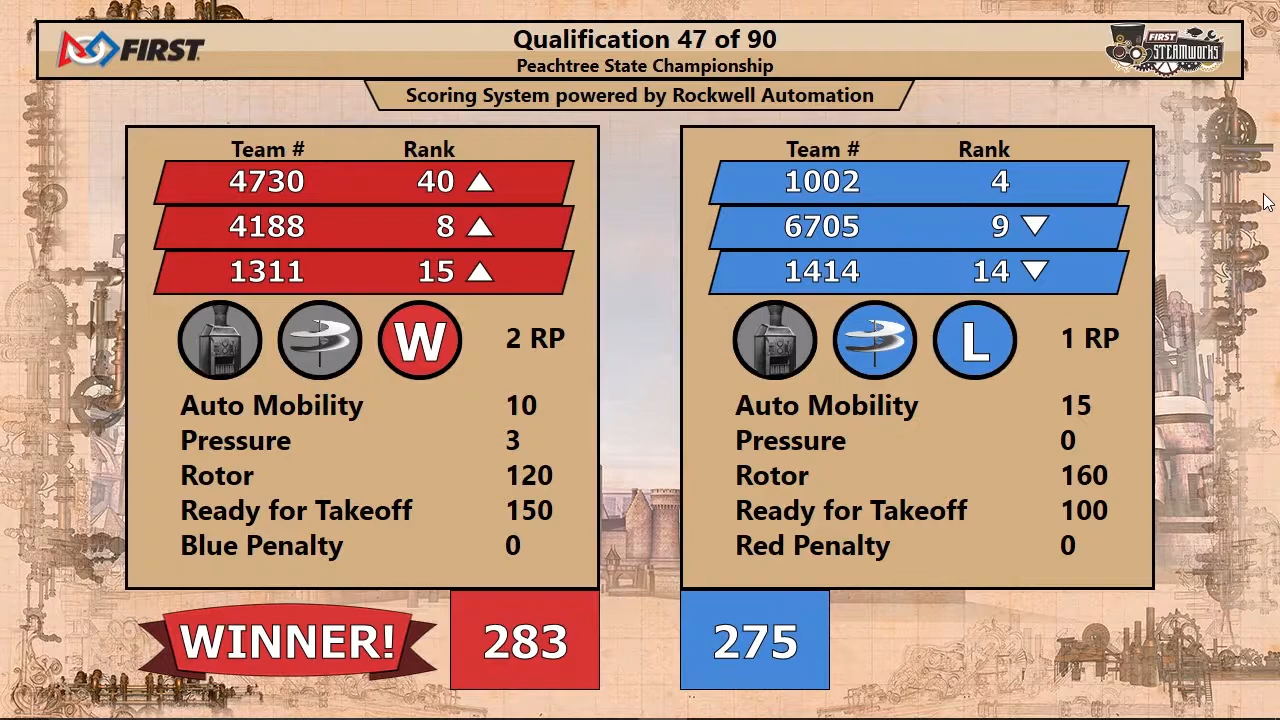 FIRST
Qualification 47 of 90
Peachtree State Championship
FIRST
STEAMWORKS
Scoring System powered by Rockwell Automation
Team # Rank
4730 40
4188 8
1311 15
W 2 RP
Auto Mobility 10
Pressure 3
Rotor 120
Ready for Takeoff 150
Blue Penalty 0
WINNER! 283
Team # Rank
1002 4
6705 9
1414 14
L 1 RP
Auto Mobility 15
Pressure 0
Rotor 160
Ready for Takeoff 100
Red Penalty 0
275